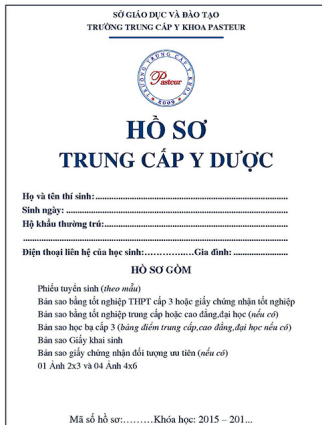 SỞ GIÁO DỤC VÀ ĐÀO TẠO
TRƯỜNG TRUNG CẤP Y KHOA PASTEUR
TRƯỜNG TRUNG CẤP Y KHOA
Pasteur
2009
HỒ SƠ
TRUNG CẤP Y DƯỢC
Họ và tên thí sinh:..........
Sinh ngày:..........
Hộ khẩu thường trú:..........
..........
Điện thoại liên hệ của học sinh:..............Gia đình:..........
HỒ SƠ GỒM
Phiếu tuyển sinh (theo mẫu)
Bản sao bằng tốt nghiệp THPT cấp 3 hoặc giấy chứng nhận tốt nghiệp
Bản sao bằng tốt nghiệp trung cấp hoặc cao đẳng,đại học (nếu có)
Bản sao học bạ cấp 3 (bảng điểm trung cấp,cao đẳng,đại học nếu có)
Bản sao Giấy khai sinh
Bản sao giấy chứng nhận đối tượng ưu tiên (nếu có)
01 Ảnh 2x3 và 04 Ảnh 4x6
Mã số hồ sơ:.........Khóa học: 2015 – 201...